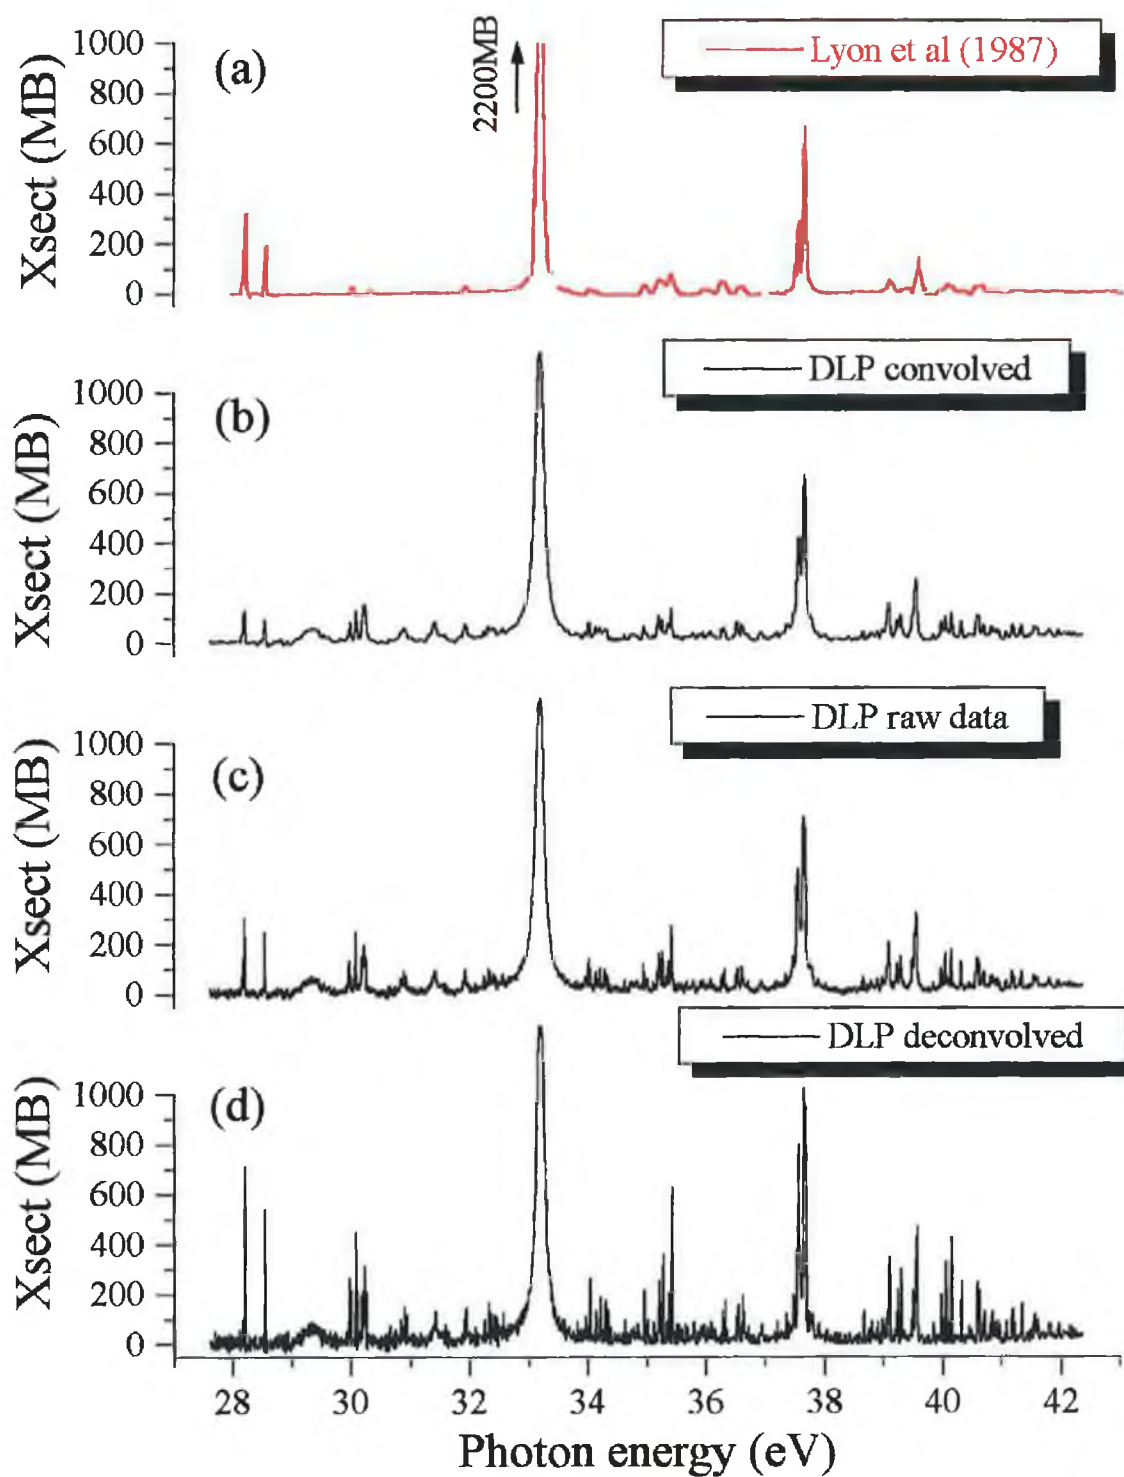 (a)
2200MB
Lyon et al (1987)
1000
800
600
400
200
0
Xsect (MB)
(b)
DLP convolved
1000
800
600
400
200
0
Xsect (MB)
(c)
DLP raw data
1000
800
600
400
200
0
Xsect (MB)
(d)
DLP deconvolved
1000
800
600
400
200
0
Xsect (MB)
28 30 32 34 36 38 40 42
Photon energy (eV)